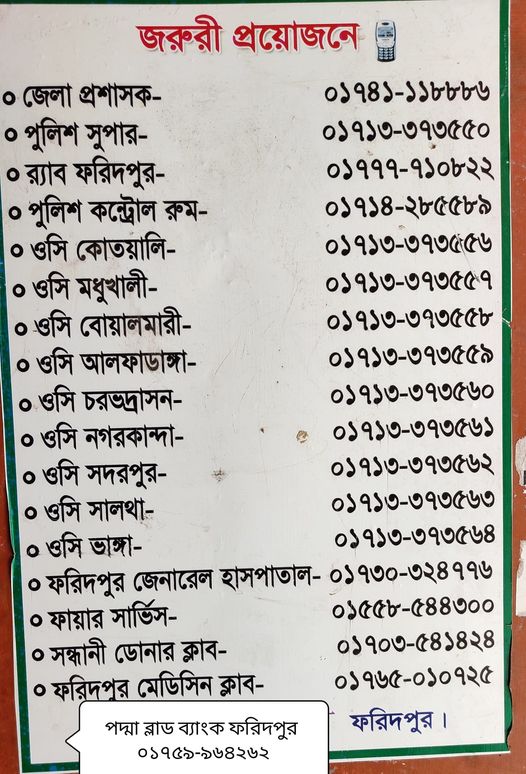 জরুরী প্রয়োজনে
০ জেলা প্রশাসক- ০১৭৪১-১১৮৮৮৬
০ পুলিশ সুপার- ০১৭১৩-৩৭৩৫৫০
০ র‍্যাব ফরিদপুর- ০১৭৭৭-৭১০৮২২
০ পুলিশ কন্ট্রোল রুম- ০১৭১৪-২৮৫৫৮৯
০ ওসি কোতয়ালি- ০১৭১৩-৩৭৩৫৫৬
০ ওসি মধুখালী- ০১৭১৩-৩৭৩৫৫৭
০ ওসি বোয়ালমারী- ০১৭১৩-৩৭৩৫৫৮
০ ওসি আলফাডাঙ্গা- ০১৭১৩-৩৭৩৫৫৯
০ ওসি চরভদ্রাসন- ০১৭১৩-৩৭৩৫৬০
০ ওসি নগরকান্দা- ০১৭১৩-৩৭৩৫৬১
০ ওসি সদরপুর- ০১৭১৩-৩৭৩৫৬২
০ ওসি সালথা- ০১৭১৩-৩৭৩৫৬৩
০ ওসি ভাঙ্গা- ০১৭১৩-৩৭৩৫৬৪
০ ফরিদপুর জেনারেল হাসপাতাল- ০১৭৩০-৩২৪৭৭৬
০ ফায়ার সার্ভিস- ০১৫৫৮-৫৪৪৩০০
০ সন্ধানী ডোনার ক্লাব- ০১৭০৩-৫৪১৪২৪
০ ফরিদপুর মেডিসিন ক্লাব- ০১৭৬৫-০১০৭২৫
ফরিদপুর।
পদ্মা ব্লাড ব্যাংক ফরিদপুর
০১৭৫৯-৯৬৪২৬২